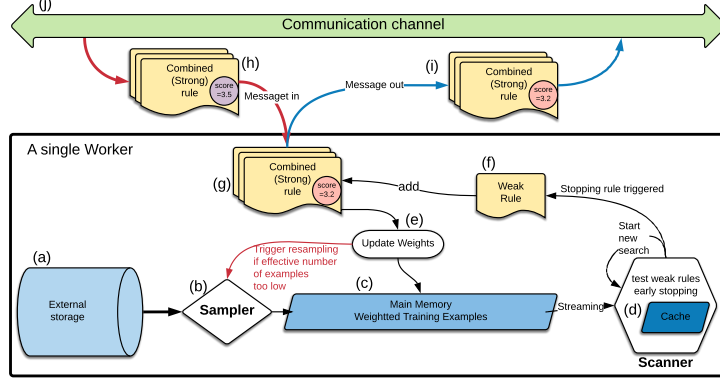 (j)
Communication channel
(h)
Combined
(Strong)
rule
score
=3.5
Messaget in
Message out
(i)
Combined
(Strong)
rule
score
=3.2
A single Worker
(g)
Combined
(Strong)
rule
score
=3.2
add
(f)
Weak
Rule
Stopping rule triggered
(e)
Update Weights
Start
new
search
Trigger resampling
if effective number
of examples
too low
(a)
External
storage
(b)
Sampler
(c)
Main Memory
Weightted Training Examples
Streaming
test weak rules
early stopping
(d)
Cache
Scanner